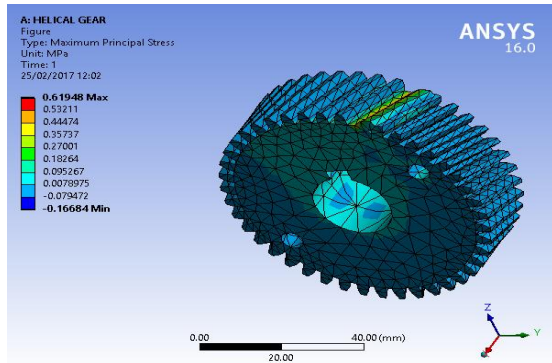 A: HELICAL GEAR
Figure
Type: Maximum Principal Stress
Unit: MPa
Time: 1
25/02/2017 12:02
ANSYS
16.0
0.61948 Max
0.53211
0.44474
0.35737
0.27001
0.18264
0.095267
0.0078975
-0.079472
-0.16684 Min
0.00
40.00 (mm)
20.00
Z
Y